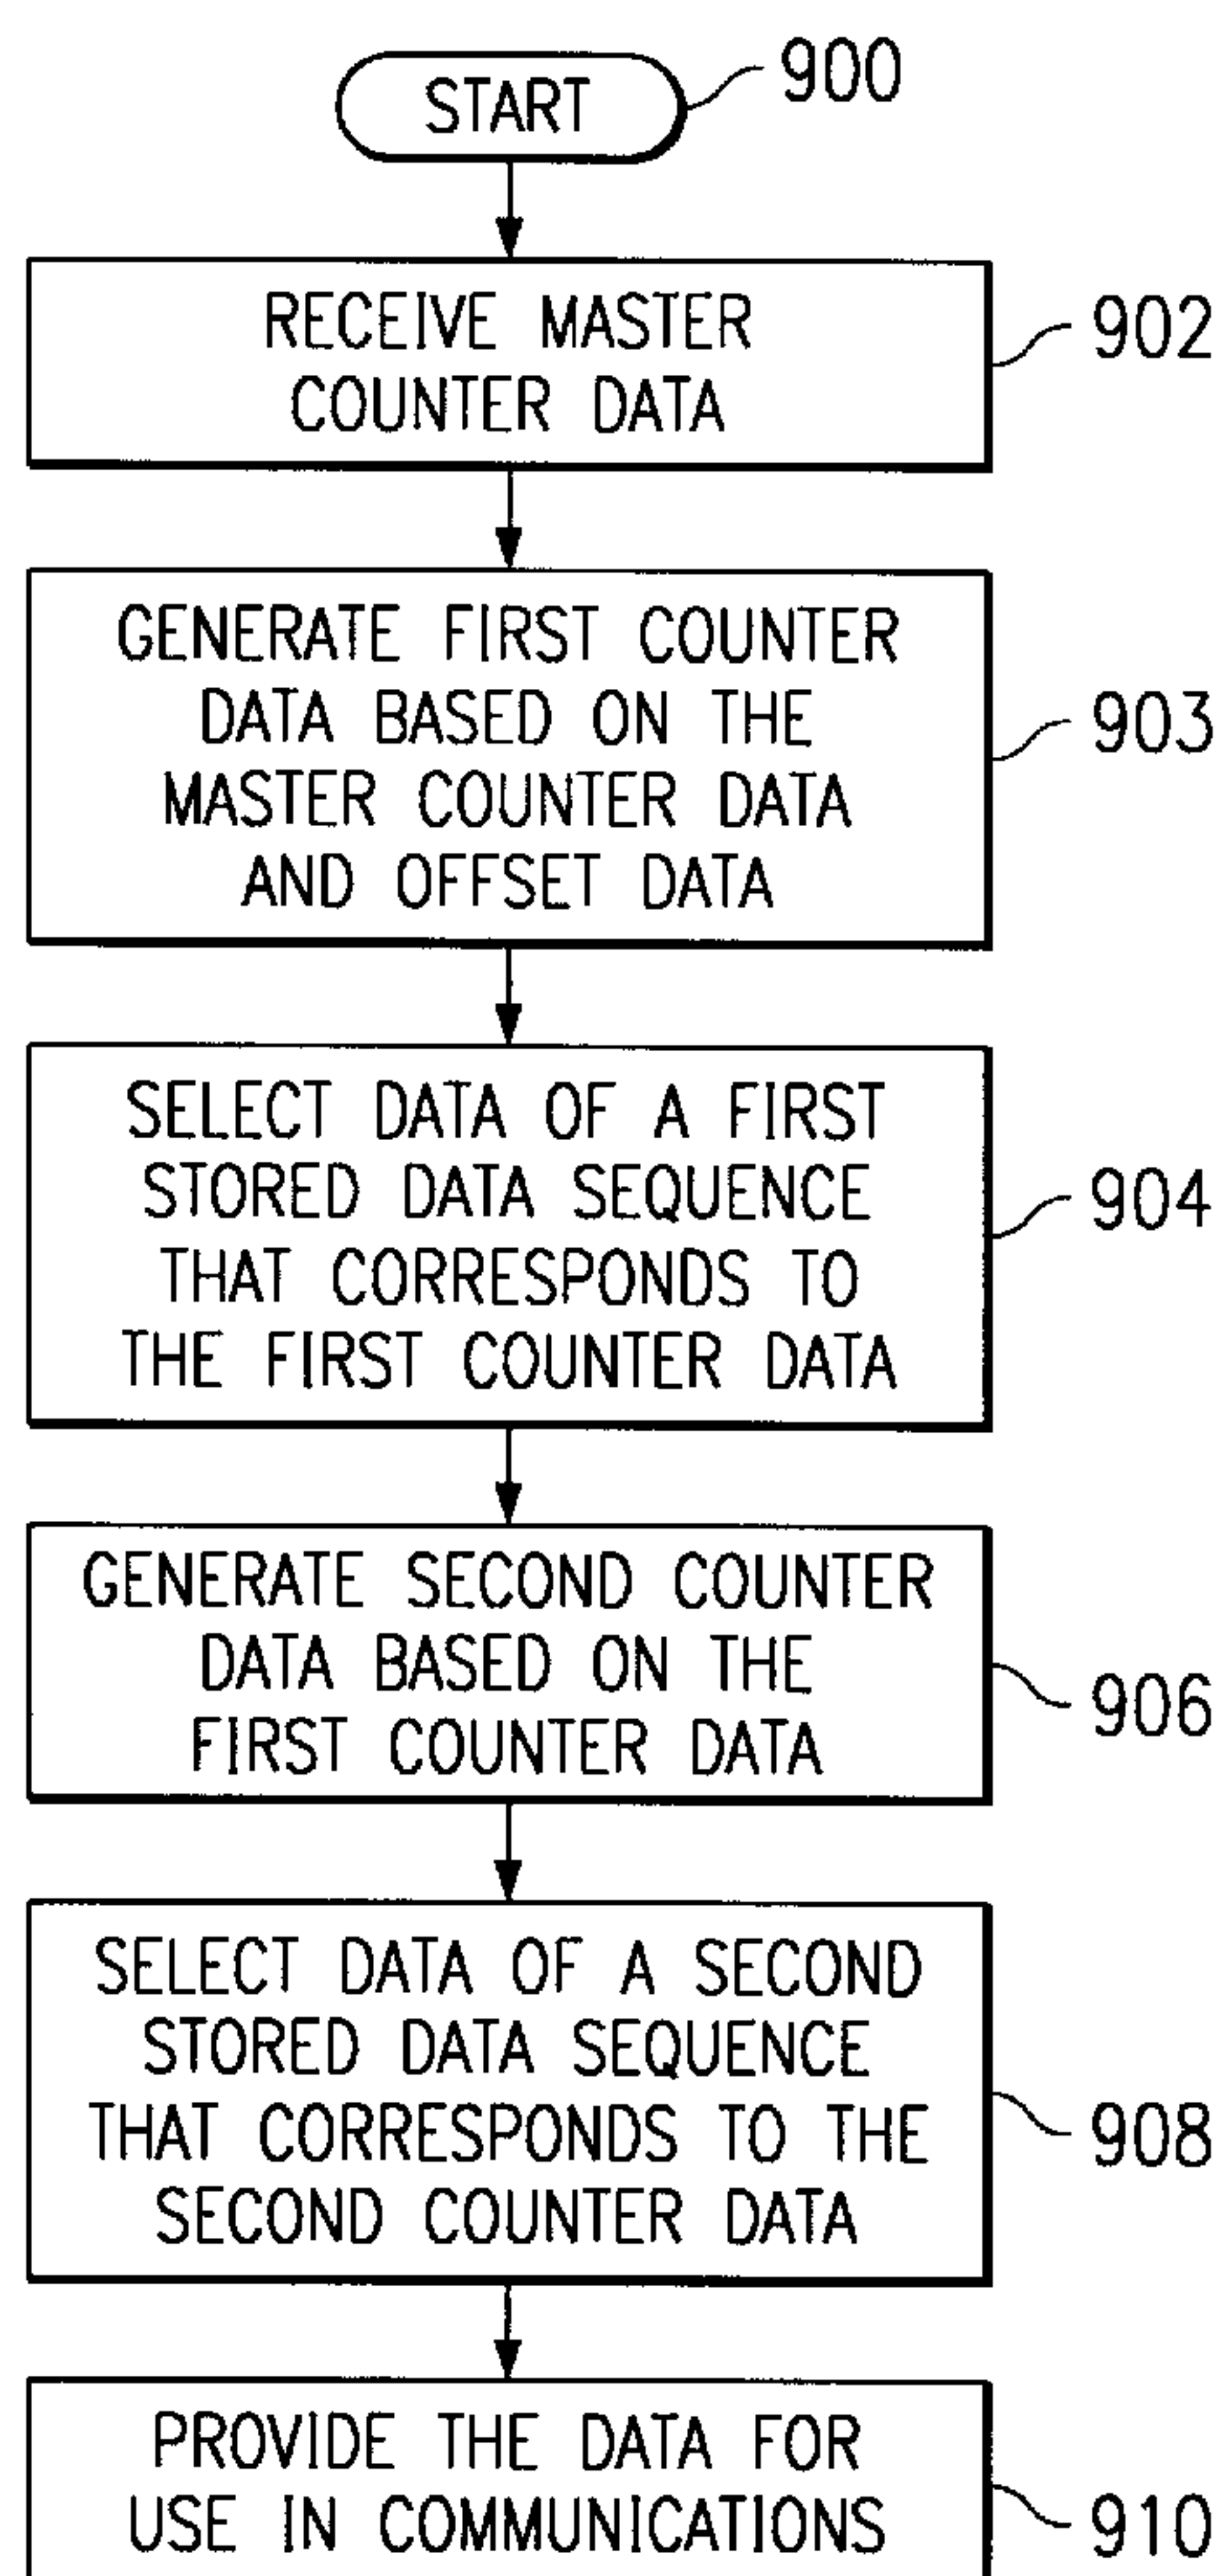 START
900
RECEIVE MASTER
COUNTER DATA
902
GENERATE FIRST COUNTER
DATA BASED ON THE
MASTER COUNTER DATA
AND OFFSET DATA
903
SELECT DATA OF A FIRST
STORED DATA SEQUENCE
THAT CORRESPONDS TO
THE FIRST COUNTER DATA
904
GENERATE SECOND COUNTER
DATA BASED ON THE
FIRST COUNTER DATA
906
SELECT DATA OF A SECOND
STORED DATA SEQUENCE
THAT CORRESPONDS TO THE
SECOND COUNTER DATA
908
PROVIDE THE DATA FOR
USE IN COMMUNICATIONS
910